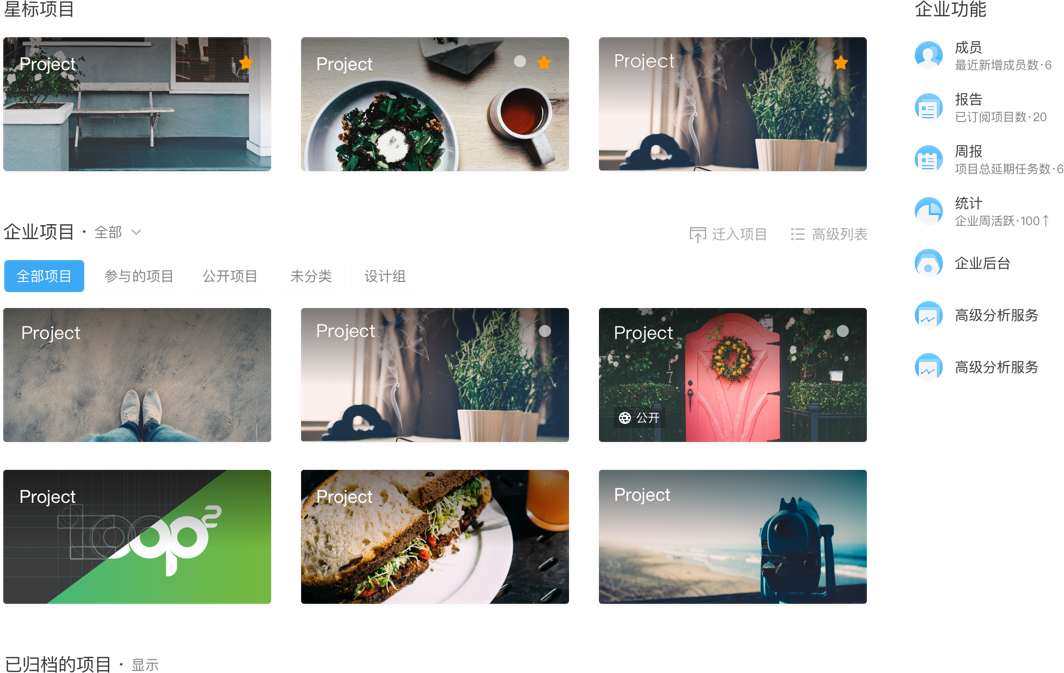 星标项目
Project
Project
Project
企业项目 · 全部
迁入项目
高级列表
全部项目
参与的项目
公开项目
未分类
设计组
Project
Project
Project
公开
Project
loop2
Project
Project
已归档的项目 · 显示
企业功能
成员
最近新增成员数·6
报告
已订阅项目数·20
周报
项目总延期任务数·6
统计
企业周活跃·100↑
企业后台
高级分析服务
高级分析服务